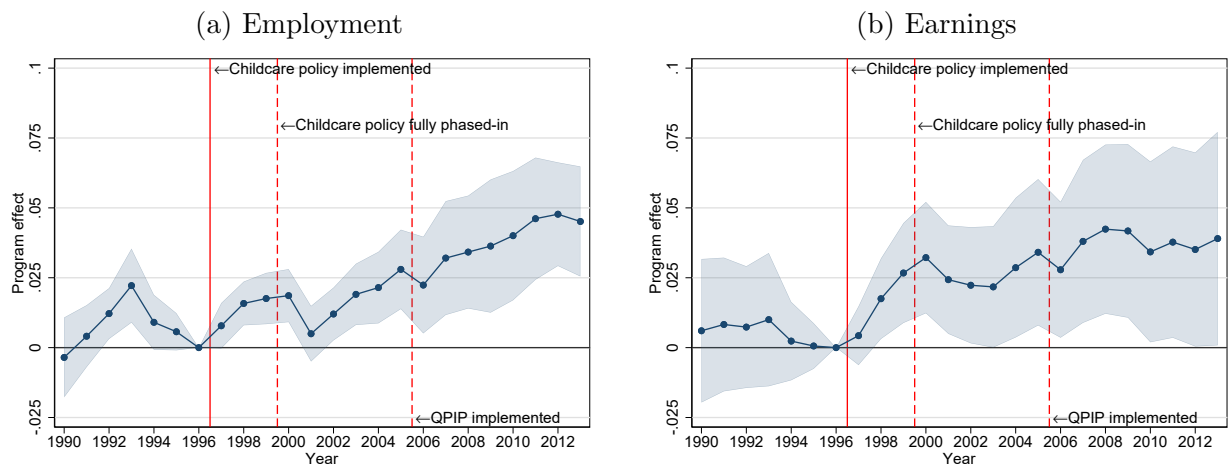 (a) Employment
←Childcare policy implemented
←Childcare policy fully phased-in
←QPIP implemented
Program effect
.1
.075
.05
.025
0
-.025
1990 1992 1994 1996 1998 2000 2002 2004 2006 2008 2010 2012
Year
(b) Earnings
←Childcare policy implemented
←Childcare policy fully phased-in
←QPIP implemented
Program effect
.1
.075
.05
.025
0
-.025
1990 1992 1994 1996 1998 2000 2002 2004 2006 2008 2010 2012
Year